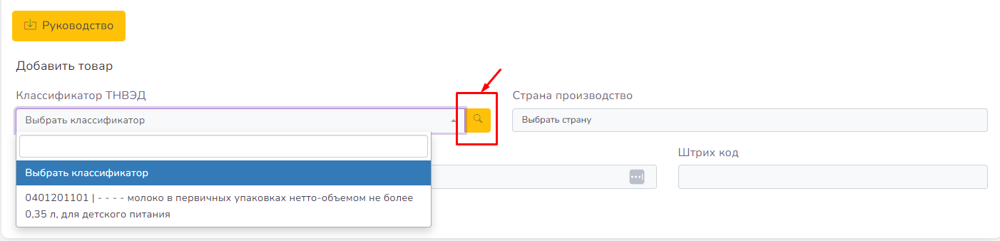 Руководство
Добавить товар
Классификатор ТНВЭД
Страна производство
Выбрать классификатор
Выбрать страну
Выбрать классификатор
Штрих код
0401201101 | - - - - молоко в первичных упаковках нетто-объемом не более
0,35 л, для детского питания